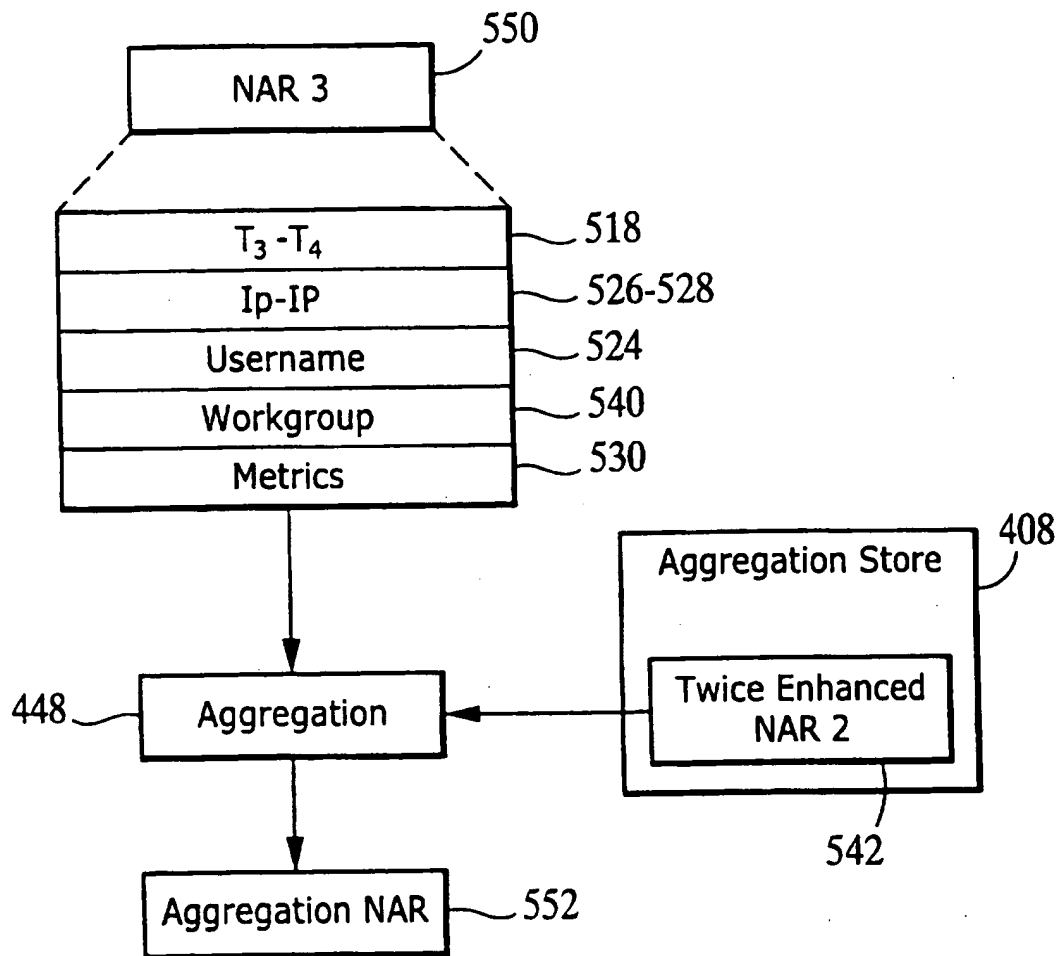 550
NAR 3
T₃ -T₄
518
Ip-IP
526-528
Username
524
Workgroup
540
Metrics
530
408
Aggregation Store
Twice Enhanced
NAR 2
448
Aggregation
542
Aggregation NAR
552